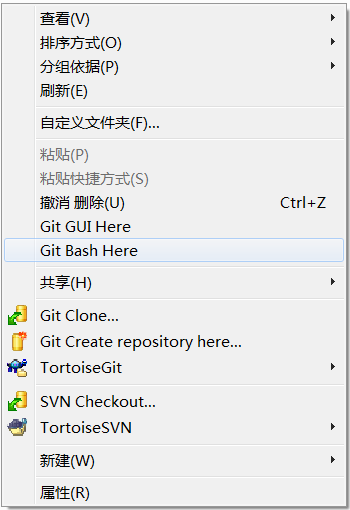 查看(V)
排序方式(O)
分组依据(P)
刷新(E)
自定义文件夹(F)...
粘贴(P)
粘贴快捷方式(S)
撤消 删除(U) Ctrl+Z
Git GUI Here
Git Bash Here
共享(H)
Git Clone...
Git Create repository here...
TortoiseGit
SVN Checkout...
TortoiseSVN
新建(W)
属性(R)